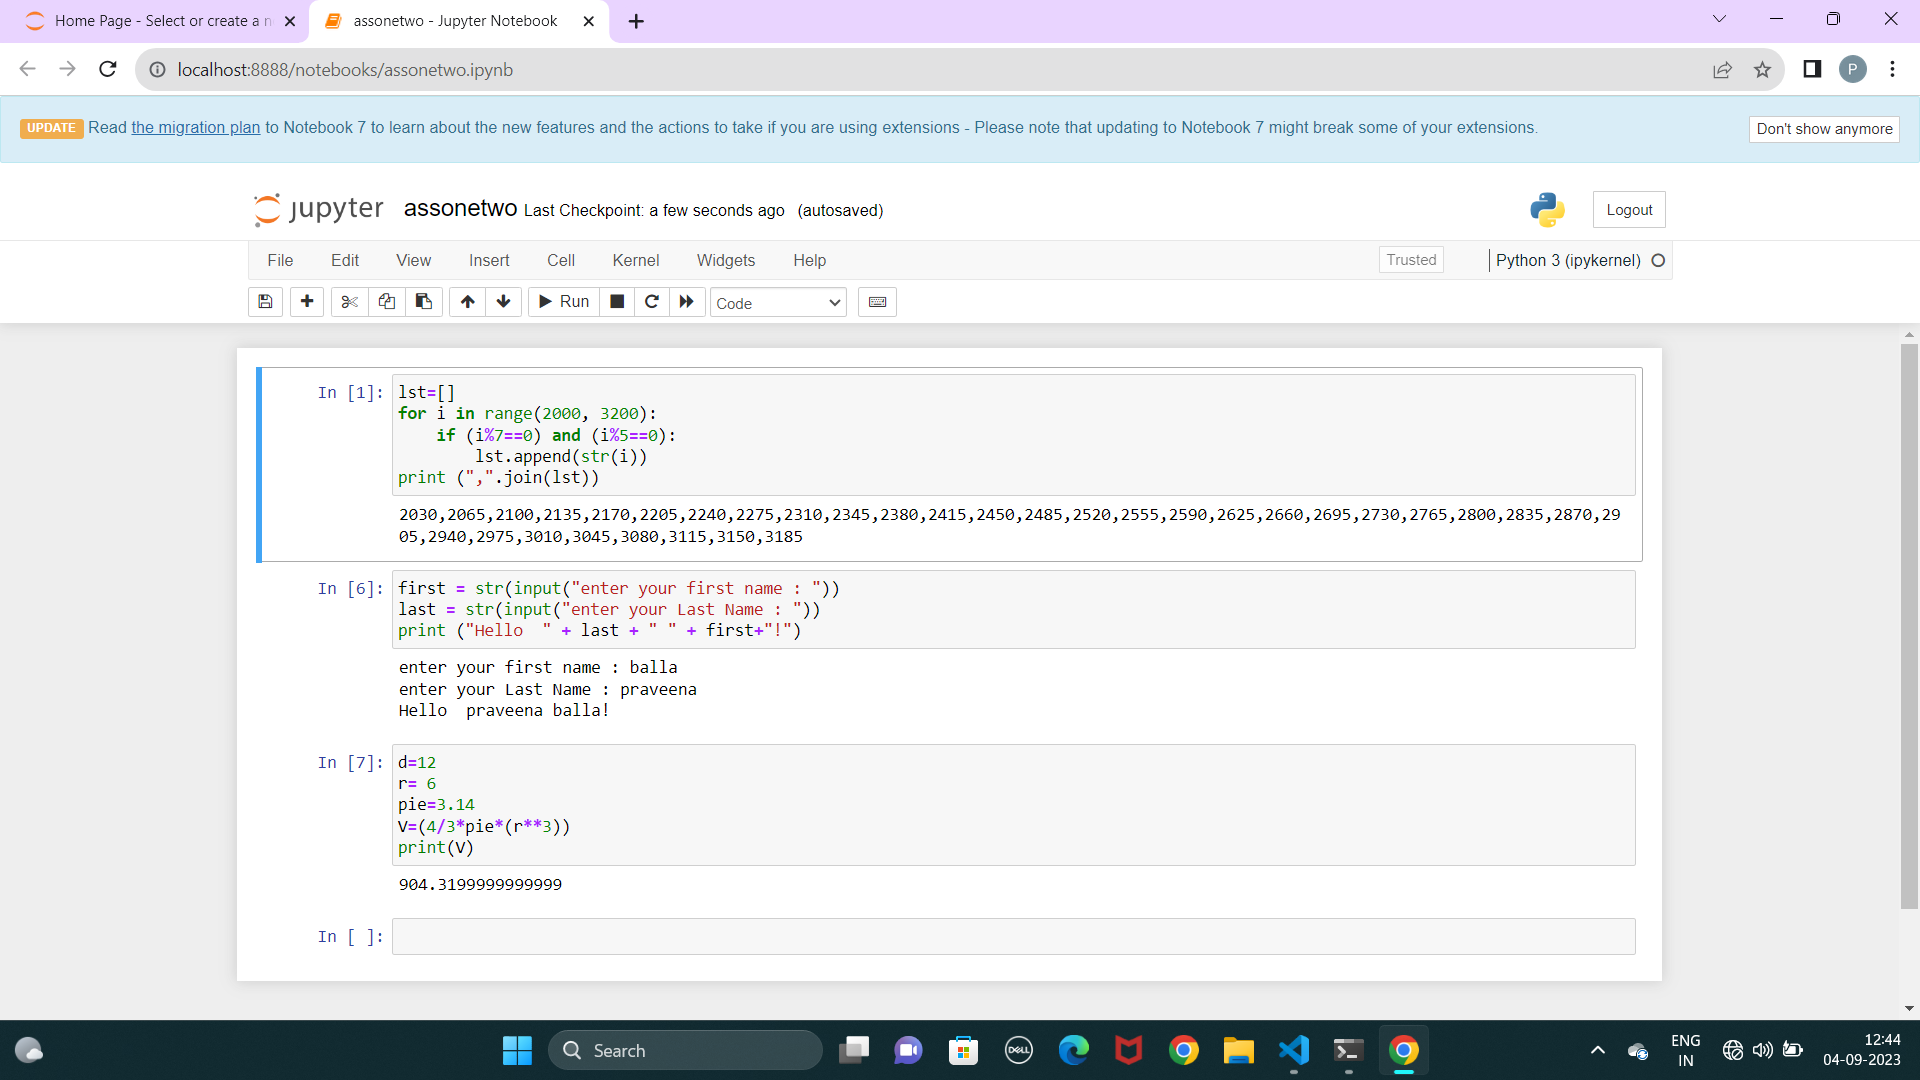 Home Page - Select or create a n
assonetwo - Jupyter Notebook
localhost:8888/notebooks/assonetwo.ipynb
P
UPDATE Read the migration plan to Notebook 7 to learn about the new features and the actions to take if you are using extensions - Please note that updating to Notebook 7 might break some of your extensions.
Don't show anymore
jupyter assonetwo Last Checkpoint: a few seconds ago (autosaved)
Logout
File Edit View Insert Cell Kernel Widgets Help
Trusted
Python 3 (ipykernel)
Run
Code
In [1]: lst=[]
for i in range(2000, 3200):
    if (i%7==0) and (i%5==0):
        lst.append(str(i))
print (",".join(lst))
2030,2065,2100,2135,2170,2205,2240,2275,2310,2345,2380,2415,2450,2485,2520,2555,2590,2625,2660,2695,2730,2765,2800,2835,2870,29
05,2940,2975,3010,3045,3080,3115,3150,3185
In [6]: first = str(input("enter your first name : "))
last = str(input("enter your Last Name : "))
print ("Hello  " + last + " " + first+"!")
enter your first name : balla
enter your Last Name : praveena
Hello  praveena balla!
In [7]: d=12
r= 6
pie=3.14
V=(4/3*pie*(r**3))
print(V)
904.3199999999999
In [ ]:
Search
DELL
ENG
IN
12:44
04-09-2023